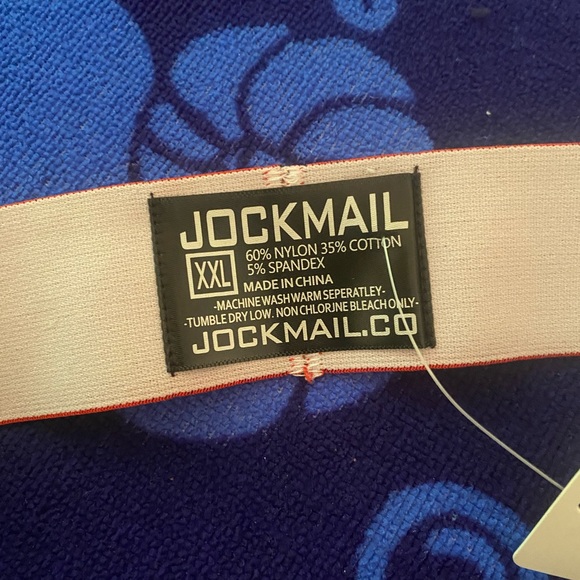 JOCKMAIL
XXL
60% NYLON 35% COTTON
5% SPANDEX
MADE IN CHINA
-MACHINE WASH WARM SEPERATLEY-
-TUMBLE DRY LOW. NON CHLORJNE BLEACH ONLY-
JOCKMAIL.CO